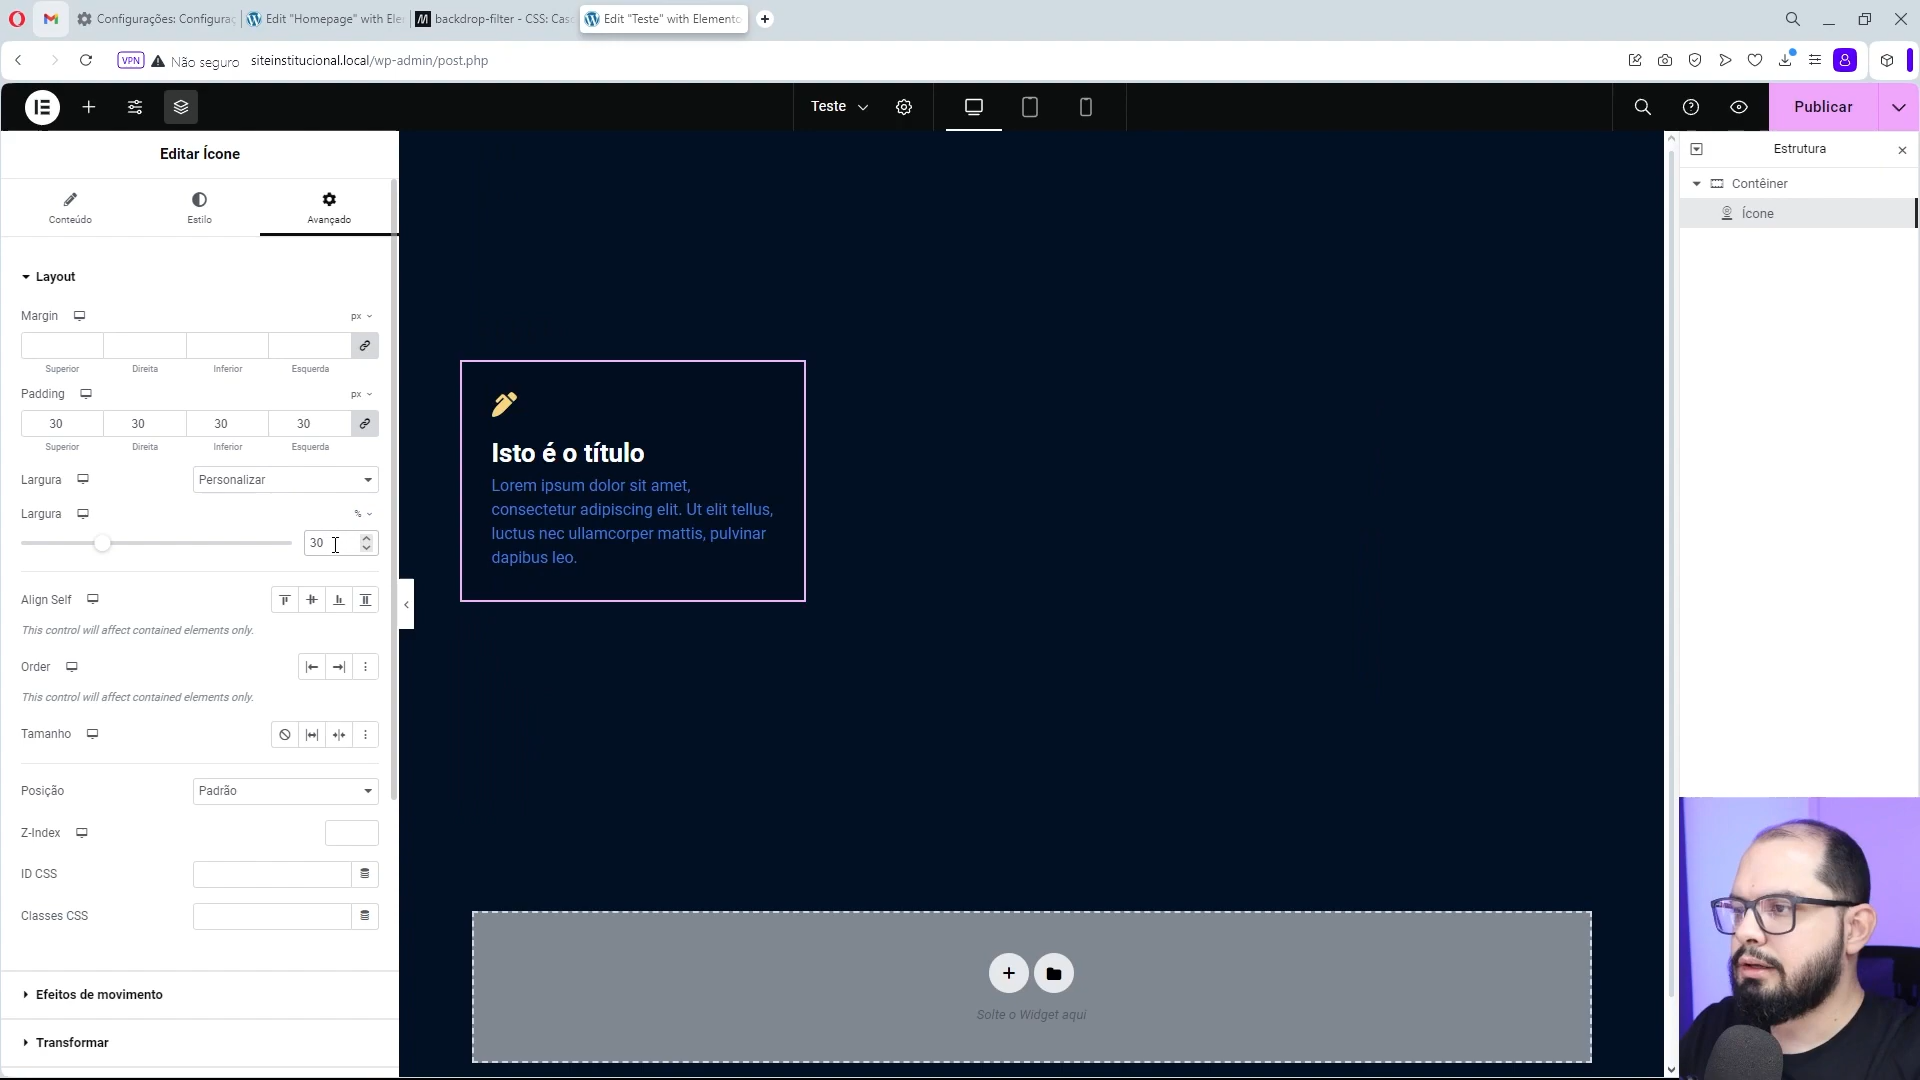 Configurações: Configuraç
Edit "Homepage" with Ele
backdrop-filter - CSS: Casc
Edit "Teste" with Elemento
VPN
Não seguro
siteinstitucional.local/wp-admin/post.php
Teste
Publicar
Editar Ícone
Conteúdo
Estilo
Avançado
Layout
Margin
px
Superior Direita Inferior Esquerda
Padding
px
30 30 30 30
Superior Direita Inferior Esquerda
Largura
Personalizar
Largura
%
30
Align Self
This control will affect contained elements only.
Order
This control will affect contained elements only.
Tamanho
Posição
Padrão
Z-Index
ID CSS
Classes CSS
Efeitos de movimento
Transformar
Isto é o título
Lorem ipsum dolor sit amet,
consectetur adipiscing elit. Ut elit tellus,
luctus nec ullamcorper mattis, pulvinar
dapibus leo.
Solte o Widget aqui
Estrutura
Contêiner
Ícone